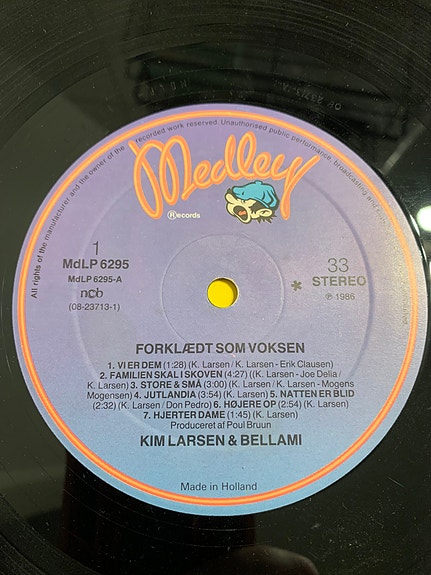 All rights of the manufacturer and the owner of the recorded work reserved. Unauthorised public performance, broadcasting and
Medley
Records
1
MdLP 6295
MdLP 6295-A
ncb
(08-23713-1)
33
STEREO
* ℗ 1986
FORKLÆDT SOM VOKSEN
1. VI ER DEM (1:28) (K. Larsen / K. Larsen - Erik Clausen)
2. FAMILIEN SKAL I SKOVEN (4:27) (K. Larsen - Joe Delia /
K. Larsen) 3. STORE & SMÅ (3:00) (K. Larsen / K. Larsen - Mogens
Mogensen) 4. JUTLANDIA (3:54) (K. Larsen) 5. NATTEN ER BLID
(2:32) (K. Larsen / Don Pedro) 6. HØJERE OP (2:54) (K. Larsen)
7. HJERTER DAME (1:45) (K. Larsen)
Produceret af Poul Bruun
KIM LARSEN & BELLAMI
Made in Holland